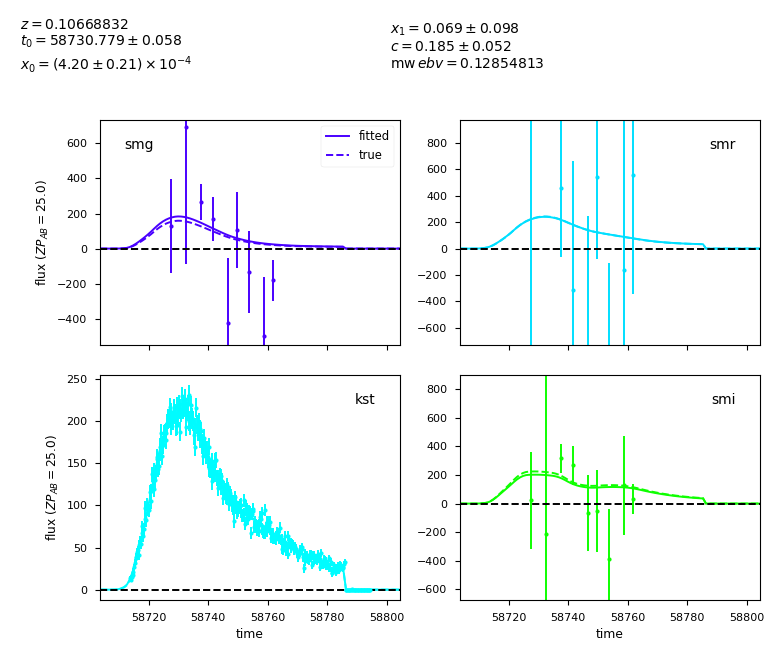 z = 0.10668832
t₀ = 58730.779 ± 0.058
x₀ = (4.20 ± 0.21) × 10⁻⁴
x₁ = 0.069 ± 0.098
c = 0.185 ± 0.052
mw ebv = 0.12854813
smg
fitted
true
600
400
200
0
−200
−400
flux (ZP_AB = 25.0)
smr
800
600
400
200
0
−200
−400
−600
kst
250
200
150
100
50
0
flux (ZP_AB = 25.0)
58720 58740 58760 58780 58800
time
smi
800
600
400
200
0
−200
−400
−600
58720 58740 58760 58780 58800
time